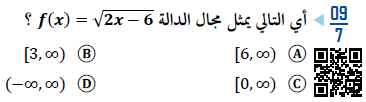 09/7 ◄ أي التالي يمثل مجال الدالة f(x) = √(2x − 6) ؟
[6, ∞) Ⓐ [3, ∞) Ⓑ
[0, ∞) Ⓒ (−∞, ∞) Ⓓ